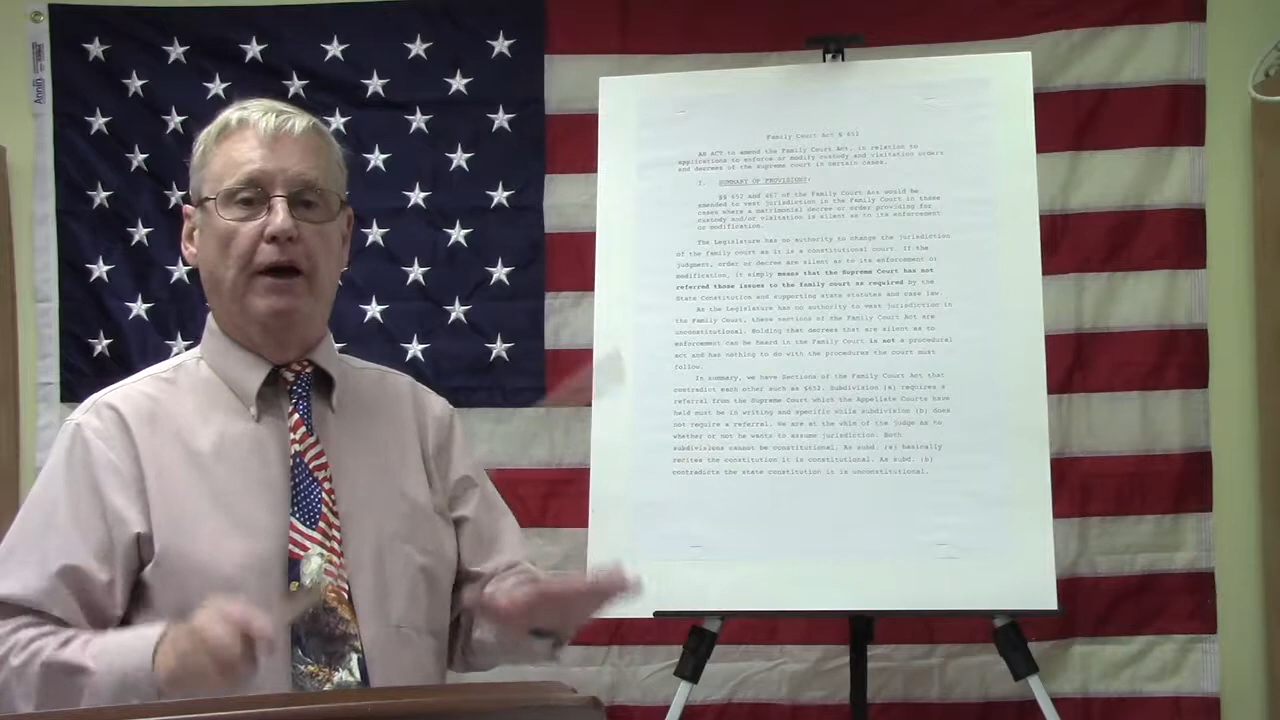 Annin
Family Court Act § 652
AN ACT to amend the Family Court Act, in relation to
applications to enforce or modify custody and visitation orders
and decrees of the supreme court in certain cases.
I. SUMMARY OF PROVISIONS:
§§ 652 and 467 of the Family Court Act would be
amended to vest jurisdiction in the Family Court in those
cases where a matrimonial decree or order providing for
custody and/or visitation is silent as to its enforcement
or modification.
The Legislature has no authority to change the jurisdiction
of the family court as it is a constitutional court. If the
judgment, order or decree are silent as to its enforcement or
modification, it simply means that the Supreme Court has not
referred those issues to the family court as required by the
State Constitution and supporting state statutes and case law.
As the Legislature has no authority to vest jurisdiction in
the Family Court, these sections of the Family Court Act are
unconstitutional. Holding that decrees that are silent as to
enforcement can be heard in the Family Court is not a procedural
act and has nothing to do with the procedures the court must
follow.
In summary, we have Sections of the Family Court Act that
contradict each other such as §652. Subdivision (a) requires a
referral from the Supreme Court which the Appellate Courts have
held must be in writing and specific while subdivision (b) does
not require a referral. We are at the whim of the judge as to
whether or not he wants to assume jurisdiction. Both
subdivisions cannot be constitutional. As subd. (a) basically
recites the constitution it is constitutional. As subd. (b)
contradicts the state constitution it is unconstitutional.